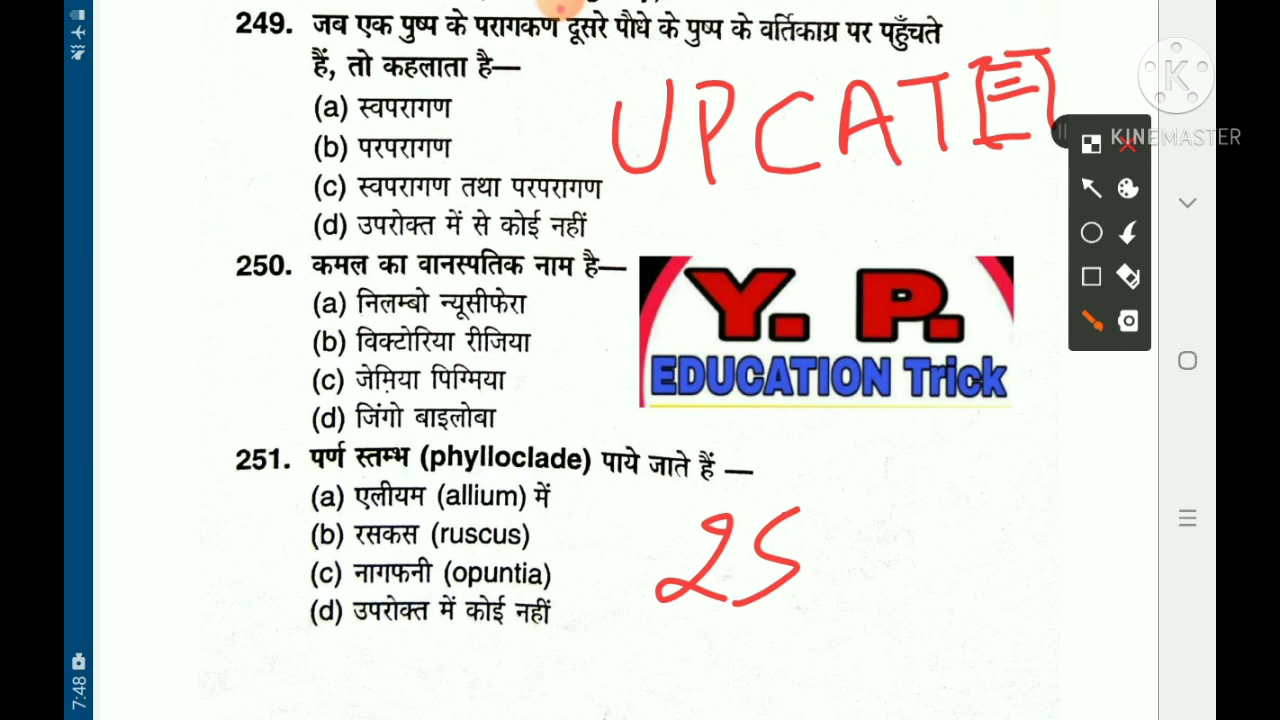 249. जब एक पुष्प के परागकण दूसरे पौधे के पुष्प के वर्तिकाग्र पर पहुँचते
हैं, तो कहलाता है—
(a) स्वपरागण
(b) परपरागण
(c) स्वपरागण तथा परपरागण
(d) उपरोक्त में से कोई नहीं
UPCAT
K
KINEMASTER
250. कमल का वानस्पतिक नाम है—
(a) निलम्बो न्यूसीफेरा
(b) विक्टोरिया रीजिया
(c) जेमिया पिग्मिया
(d) जिंगो बाइलोबा
Y. P.
EDUCATION Trick
251. पर्ण स्तम्भ (phylloclade) पाये जाते हैं —
(a) एलीयम (allium) में
(b) रसकस (ruscus)
(c) नागफनी (opuntia)
(d) उपरोक्त में कोई नहीं
25
7:48